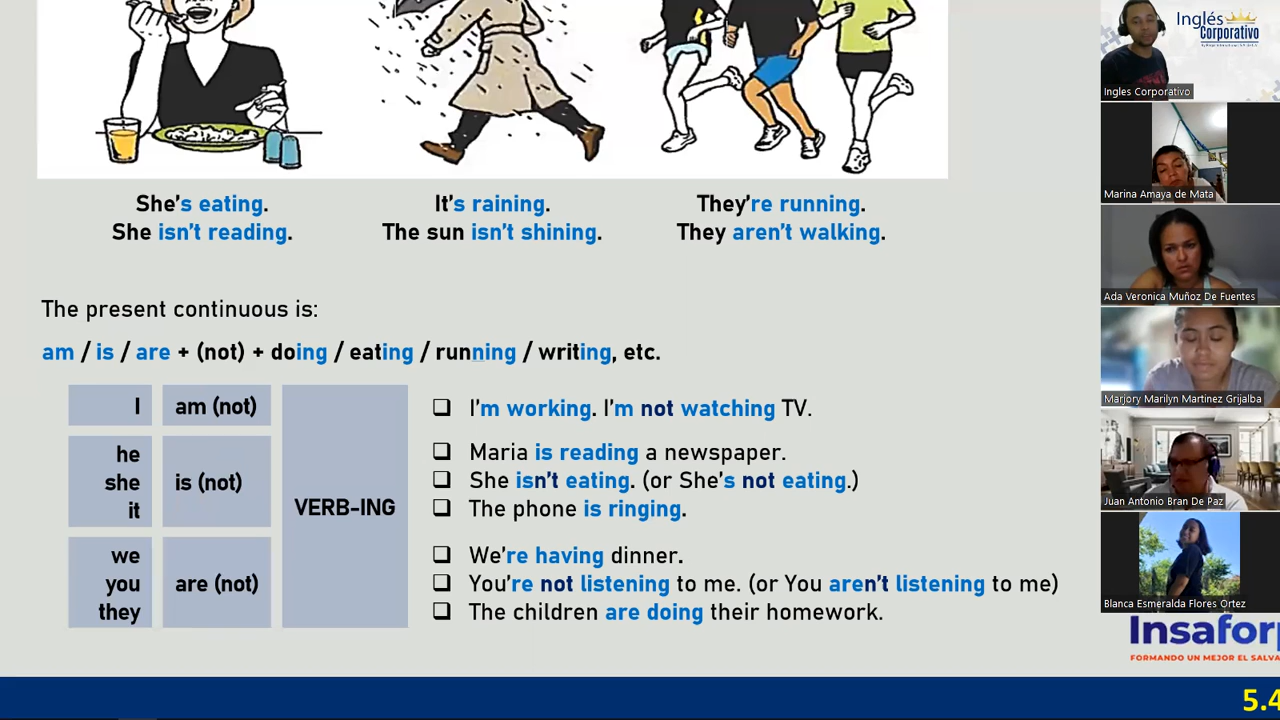 She's eating.
She isn't reading.
It's raining.
The sun isn't shining.
They're running.
They aren't walking.
The present continuous is:
am / is / are + (not) + doing / eating / running / writing, etc.
I
am (not)
he
she
it
is (not)
we
you
they
are (not)
VERB-ING
I'm working. I'm not watching TV.
Maria is reading a newspaper.
She isn't eating. (or She's not eating.)
The phone is ringing.
We're having dinner.
You're not listening to me. (or You aren't listening to me)
The children are doing their homework.
Inglés
Corporativo
Ingles Corporativo
Marina Amaya de Mata
Ada Veronica Muñoz De Fuentes
Marjory Marilyn Martinez Grijalba
Juan Antonio Bran De Paz
Blanca Esmeralda Flores Ortez
Insafor
FORMANDO UN MEJOR EL SALVA
5.4